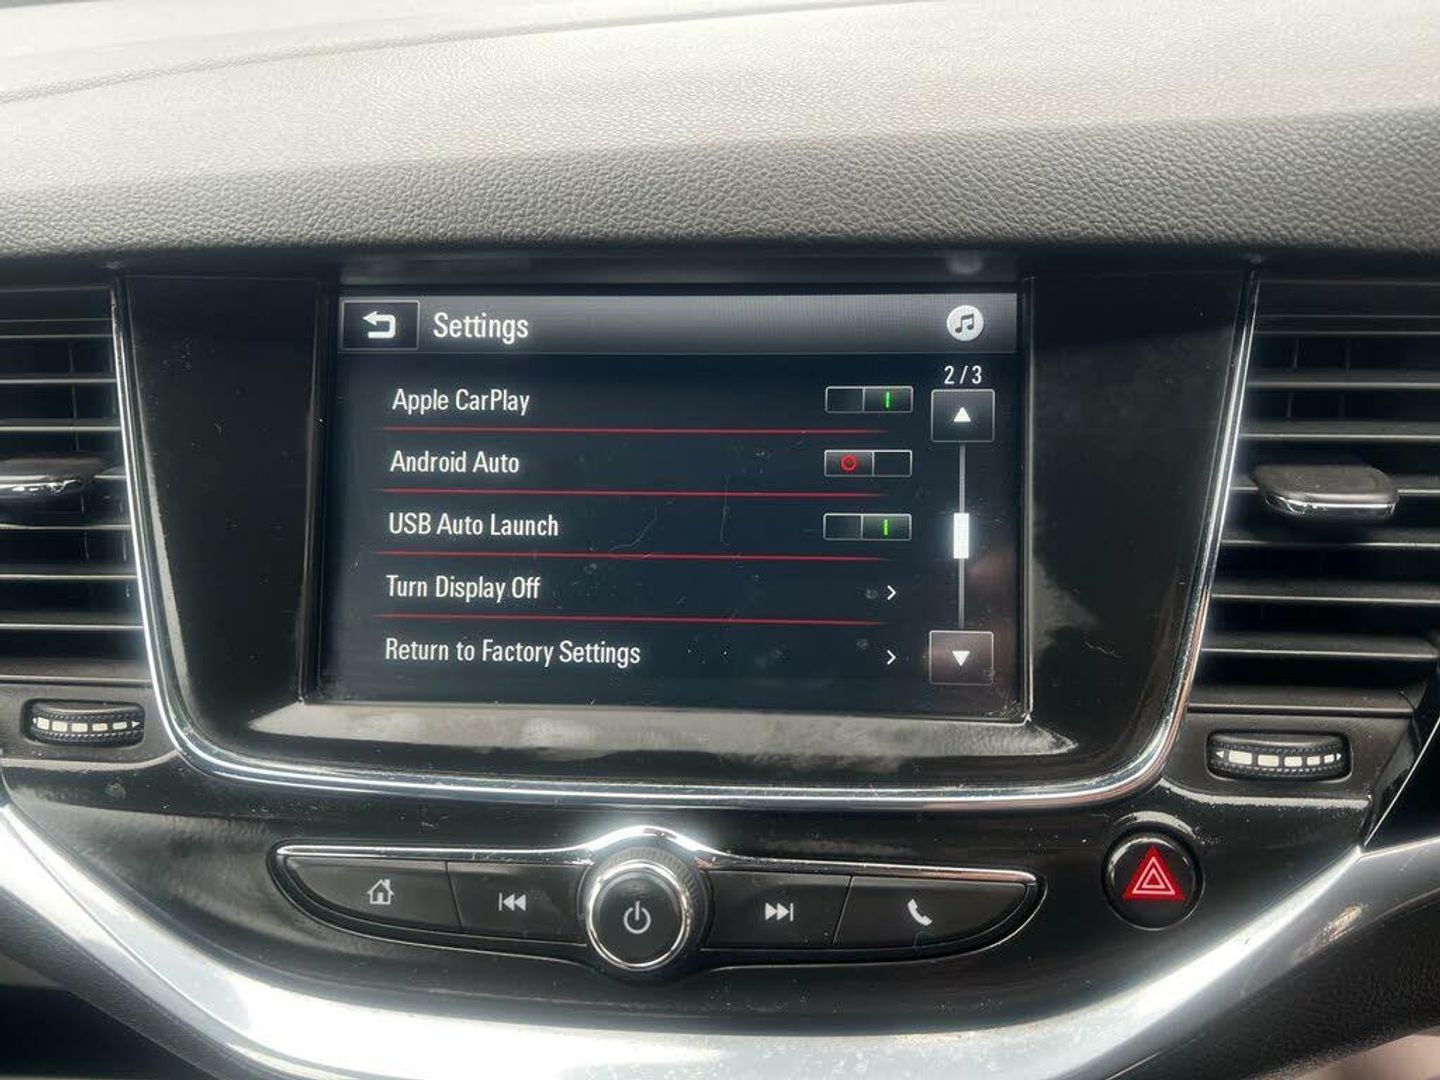 Settings
2/3
Apple CarPlay
Android Auto
USB Auto Launch
Turn Display Off
Return to Factory Settings